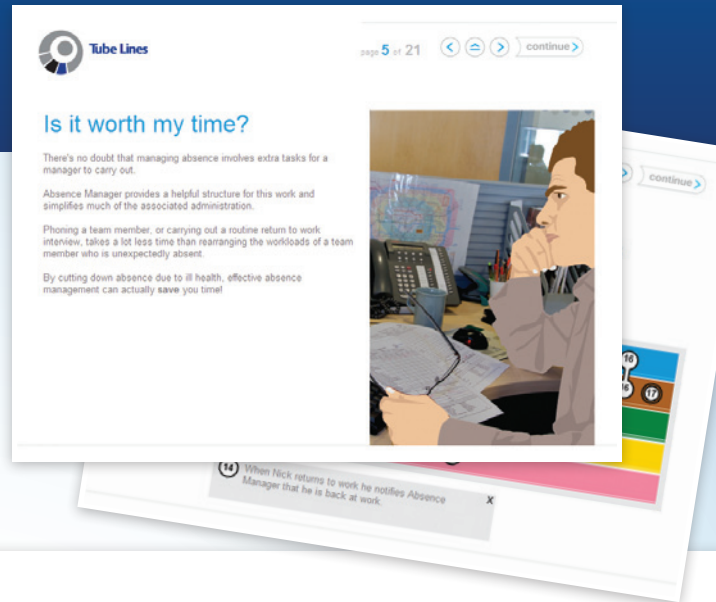 Tube Lines
page 5 of 21
continue >
Is it worth my time?
There's no doubt that managing absence involves extra tasks for a
manager to carry out.
Absence Manager provides a helpful structure for this work and
simplifies much of the associated administration.
Phoning a team member, or carrying out a routine return to work
interview, takes a lot less time than rearranging the workloads of a team
member who is unexpectedly absent.
By cutting down absence due to ill health, effective absence
management can actually save you time!
continue >
16
16 17
14 When Nick returns to work he notifies Absence
Manager that he is back at work.
X